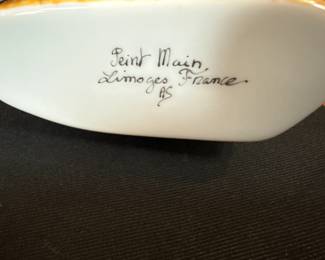 Peint Main,
Limoges France
AS